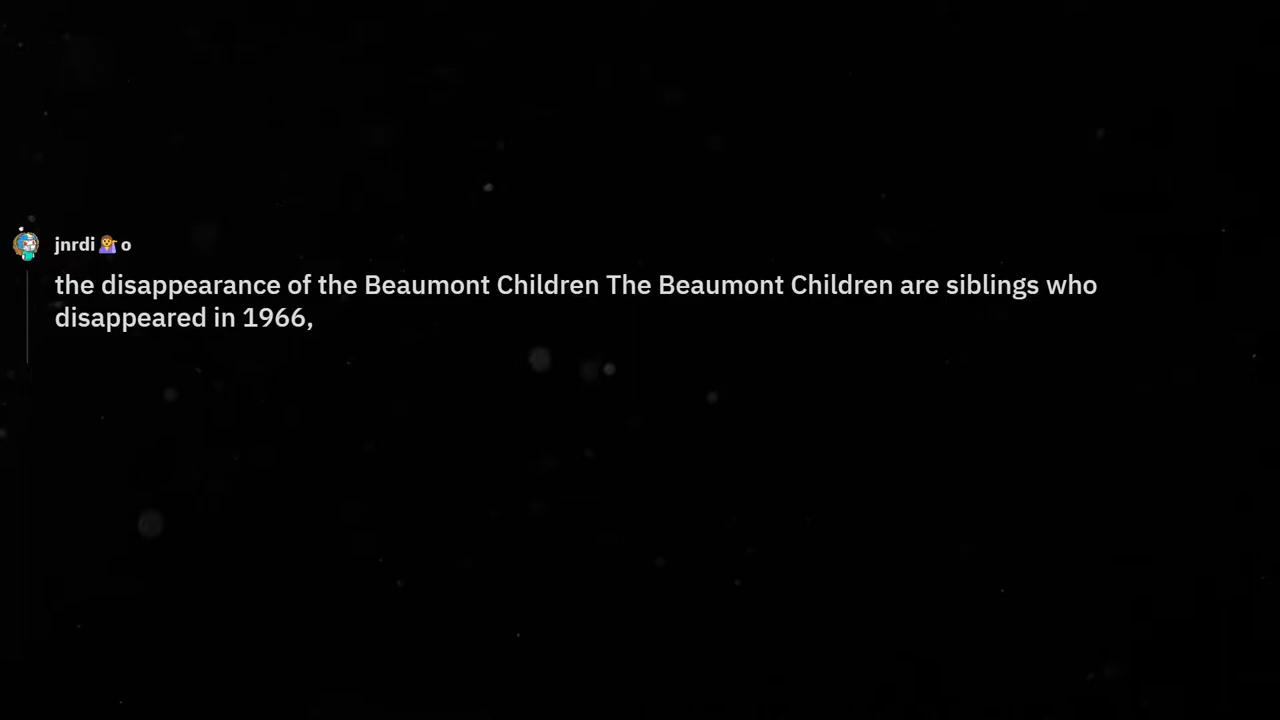 jnrdi💁o
the disappearance of the Beaumont Children The Beaumont Children are siblings who
disappeared in 1966,